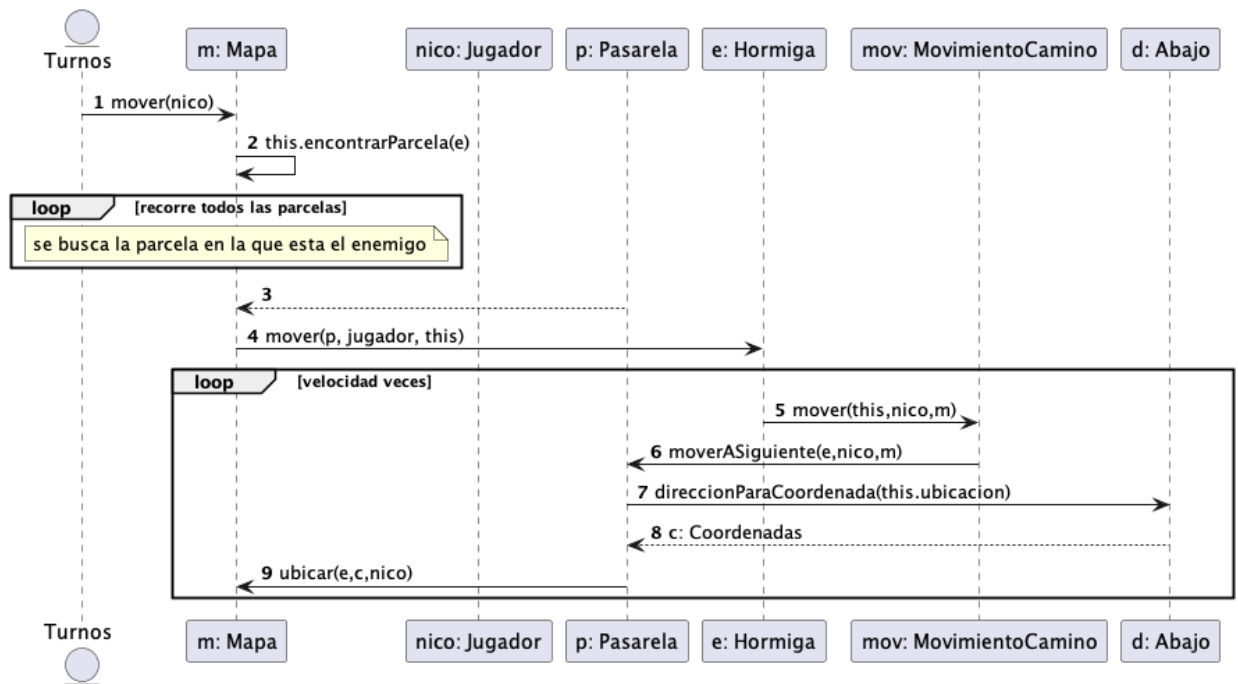 Turnos
m: Mapa
nico: Jugador
p: Pasarela
e: Hormiga
mov: MovimientoCamino
d: Abajo
1 mover(nico)
2 this.encontrarParcela(e)
loop [recorre todos las parcelas]
se busca la parcela en la que esta el enemigo
3
4 mover(p, jugador, this)
loop [velocidad veces]
5 mover(this,nico,m)
6 moverASiguiente(e,nico,m)
7 direccionParaCoordenada(this.ubicacion)
8 c: Coordenadas
9 ubicar(e,c,nico)
Turnos
m: Mapa
nico: Jugador
p: Pasarela
e: Hormiga
mov: MovimientoCamino
d: Abajo